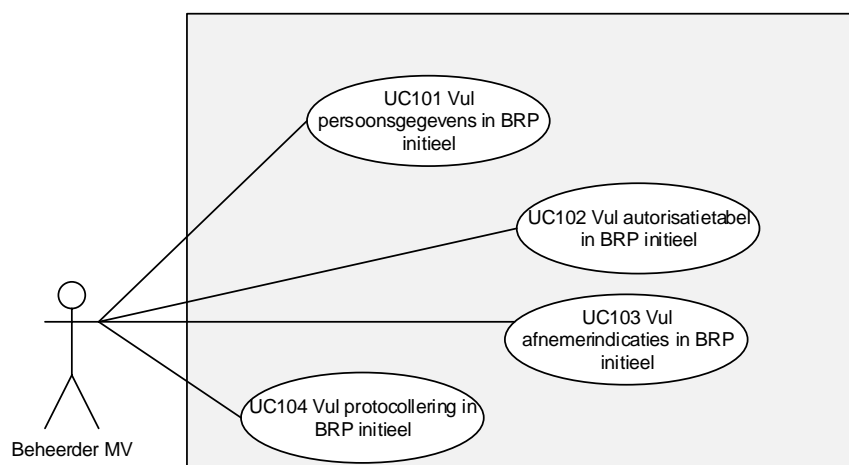 UC101 Vul
persoonsgegevens in BRP
initieel
UC102 Vul autorisatietabel
in BRP initieel
UC103 Vul
afnemerindicaties in BRP
initieel
UC104 Vul protocollering in
BRP initieel
Beheerder MV